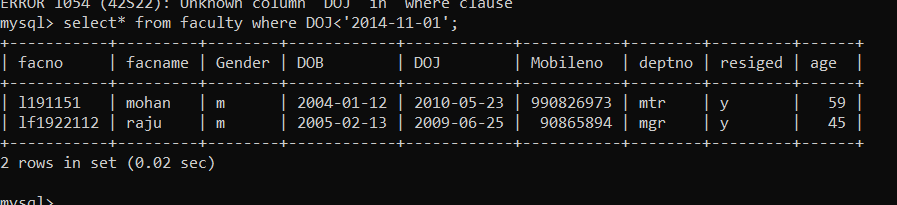 ERROR 1054 (42S22): Unknown column 'DOJ' in 'where clause'
mysql> select* from faculty where DOJ<'2014-11-01';
+-----------+---------+--------+------------+------------+-----------+--------+---------+------+
| facno     | facname | Gender | DOB        | DOJ        | Mobileno  | deptno | resiged | age  |
+-----------+---------+--------+------------+------------+-----------+--------+---------+------+
| l191151   | mohan   | m      | 2004-01-12 | 2010-05-23 | 990826973 | mtr    | y       |   59 |
| lf1922112 | raju    | m      | 2005-02-13 | 2009-06-25 |  90865894 | mgr    | y       |   45 |
+-----------+---------+--------+------------+------------+-----------+--------+---------+------+
2 rows in set (0.02 sec)
mysql>